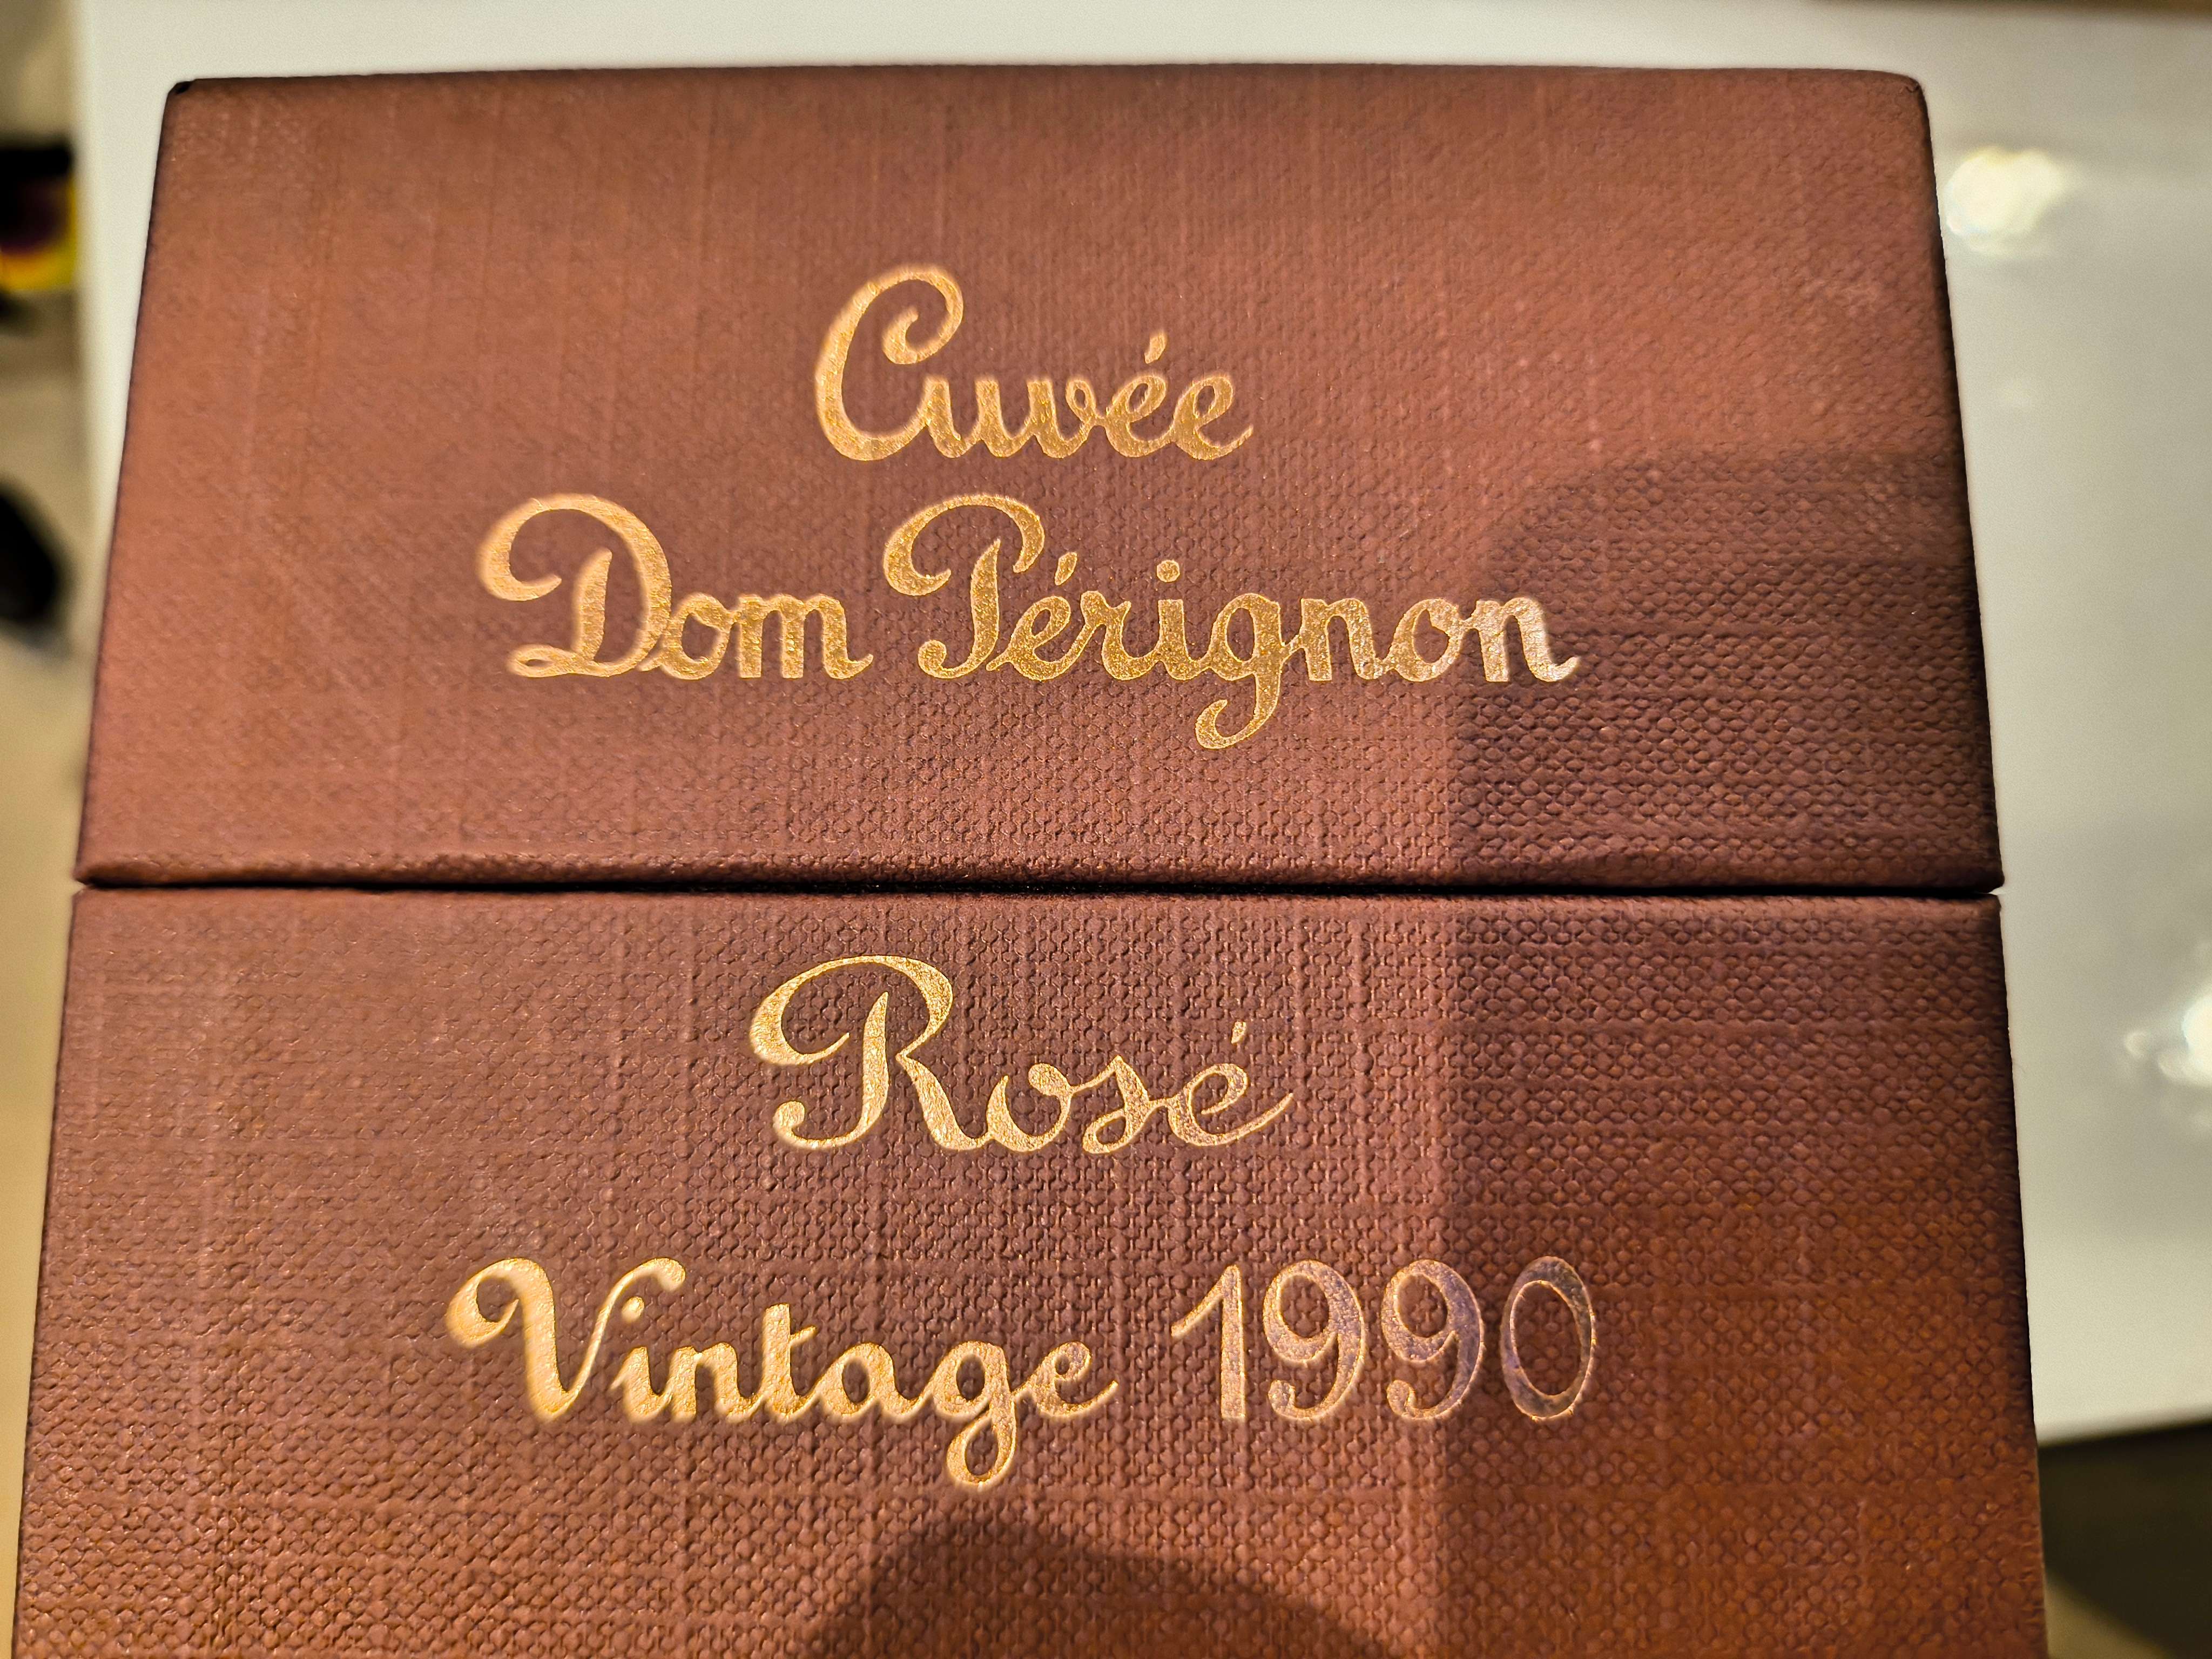 Cuvée
Dom Pérignon
Rosé
Vintage 1990